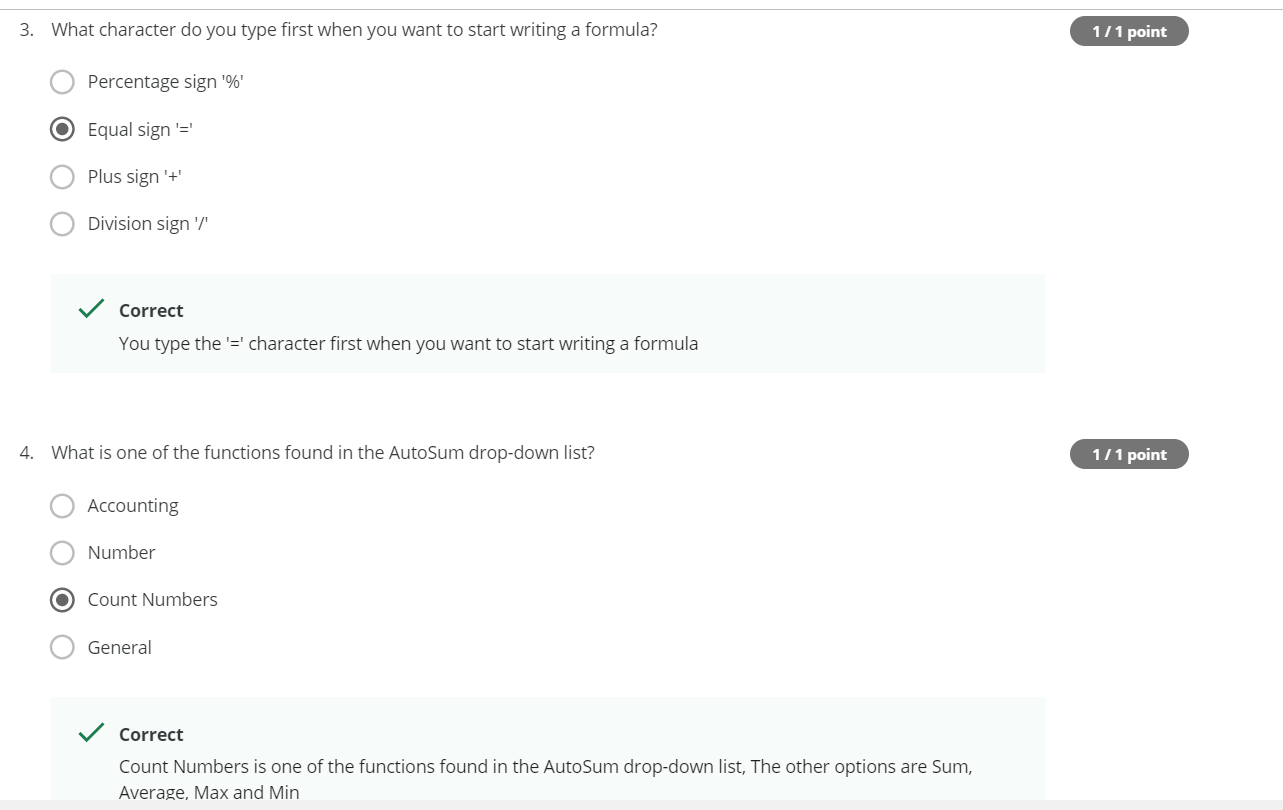 3. What character do you type first when you want to start writing a formula?
1 / 1 point
Percentage sign '%'
Equal sign '='
Plus sign '+'
Division sign '/'
Correct
You type the '=' character first when you want to start writing a formula
4. What is one of the functions found in the AutoSum drop-down list?
1 / 1 point
Accounting
Number
Count Numbers
General
Correct
Count Numbers is one of the functions found in the AutoSum drop-down list, The other options are Sum,
Average, Max and Min